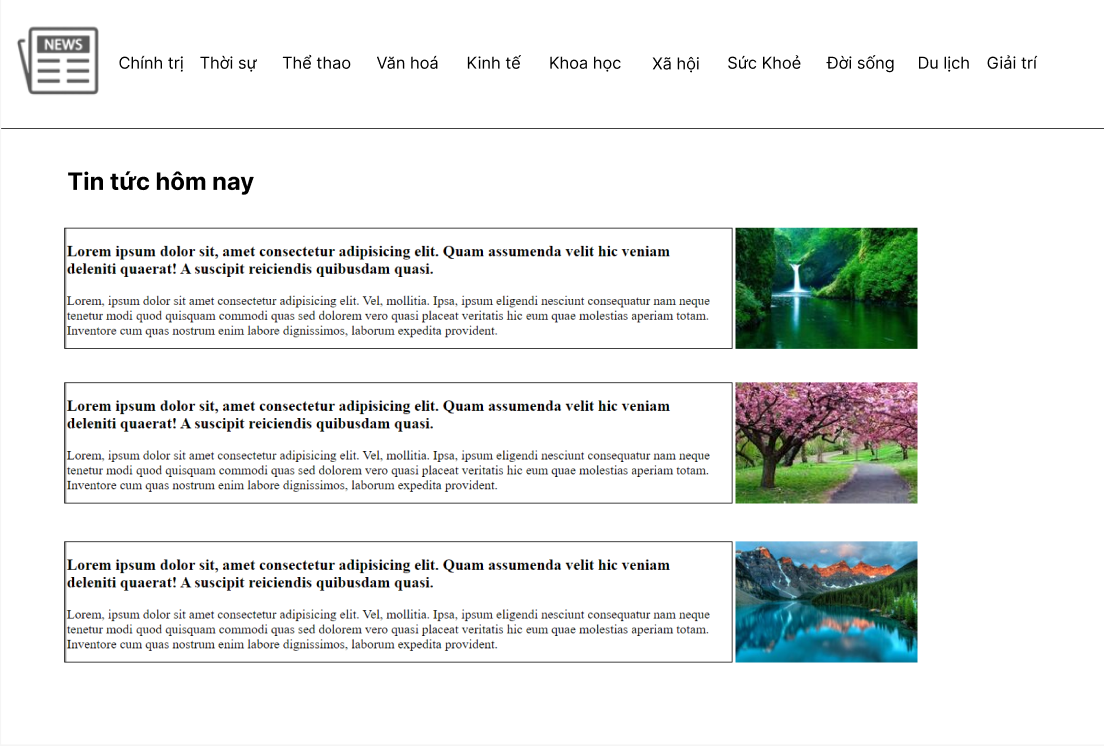 NEWS
Chính trị Thời sự Thể thao Văn hoá Kinh tế Khoa học Xã hội Sức Khoẻ Đời sống Du lịch Giải trí
Tin tức hôm nay
Lorem ipsum dolor sit, amet consectetur adipisicing elit. Quam assumenda velit hic veniam
deleniti quaerat! A suscipit reiciendis quibusdam quasi.
Lorem, ipsum dolor sit amet consectetur adipisicing elit. Vel, mollitia. Ipsa, ipsum eligendi nesciunt consequatur nam neque
tenetur modi quod quisquam commodi quas sed dolorem vero quasi placeat veritatis hic eum quae molestias aperiam totam.
Inventore cum quas nostrum enim labore dignissimos, laborum expedita provident.
Lorem ipsum dolor sit, amet consectetur adipisicing elit. Quam assumenda velit hic veniam
deleniti quaerat! A suscipit reiciendis quibusdam quasi.
Lorem, ipsum dolor sit amet consectetur adipisicing elit. Vel, mollitia. Ipsa, ipsum eligendi nesciunt consequatur nam neque
tenetur modi quod quisquam commodi quas sed dolorem vero quasi placeat veritatis hic eum quae molestias aperiam totam.
Inventore cum quas nostrum enim labore dignissimos, laborum expedita provident.
Lorem ipsum dolor sit, amet consectetur adipisicing elit. Quam assumenda velit hic veniam
deleniti quaerat! A suscipit reiciendis quibusdam quasi.
Lorem, ipsum dolor sit amet consectetur adipisicing elit. Vel, mollitia. Ipsa, ipsum eligendi nesciunt consequatur nam neque
tenetur modi quod quisquam commodi quas sed dolorem vero quasi placeat veritatis hic eum quae molestias aperiam totam.
Inventore cum quas nostrum enim labore dignissimos, laborum expedita provident.